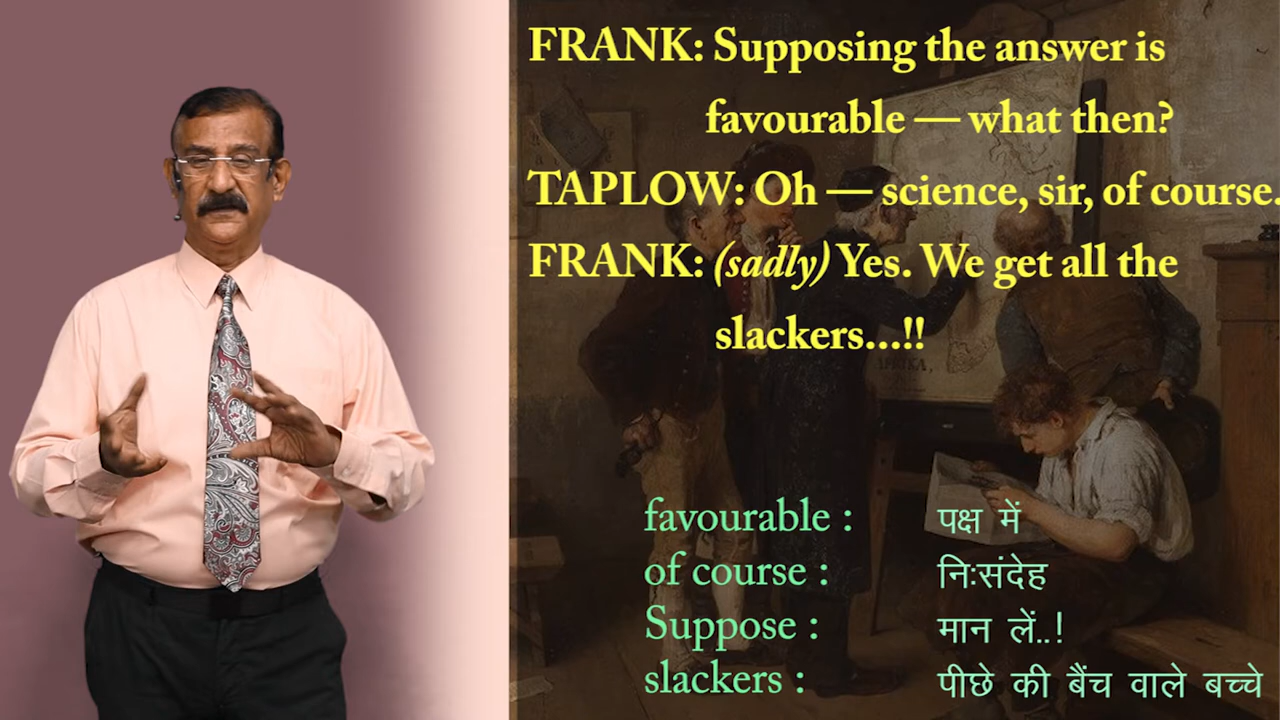 FRANK: Supposing the answer is
favourable — what then?
TAPLOW: Oh — science, sir, of course.
FRANK: (sadly) Yes. We get all the
slackers...!!
AFRIKA,
favourable : पक्ष में
of course : निःसंदेह
Suppose : मान लें..!
slackers : पीछे की बैंच वाले बच्चे